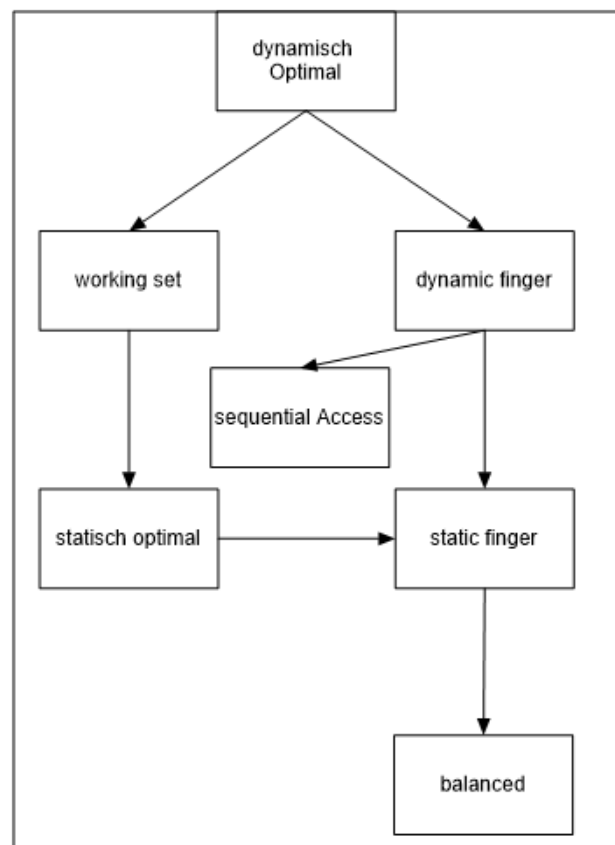 dynamisch
Optimal
working set
dynamic finger
sequential Access
statisch optimal
static finger
balanced